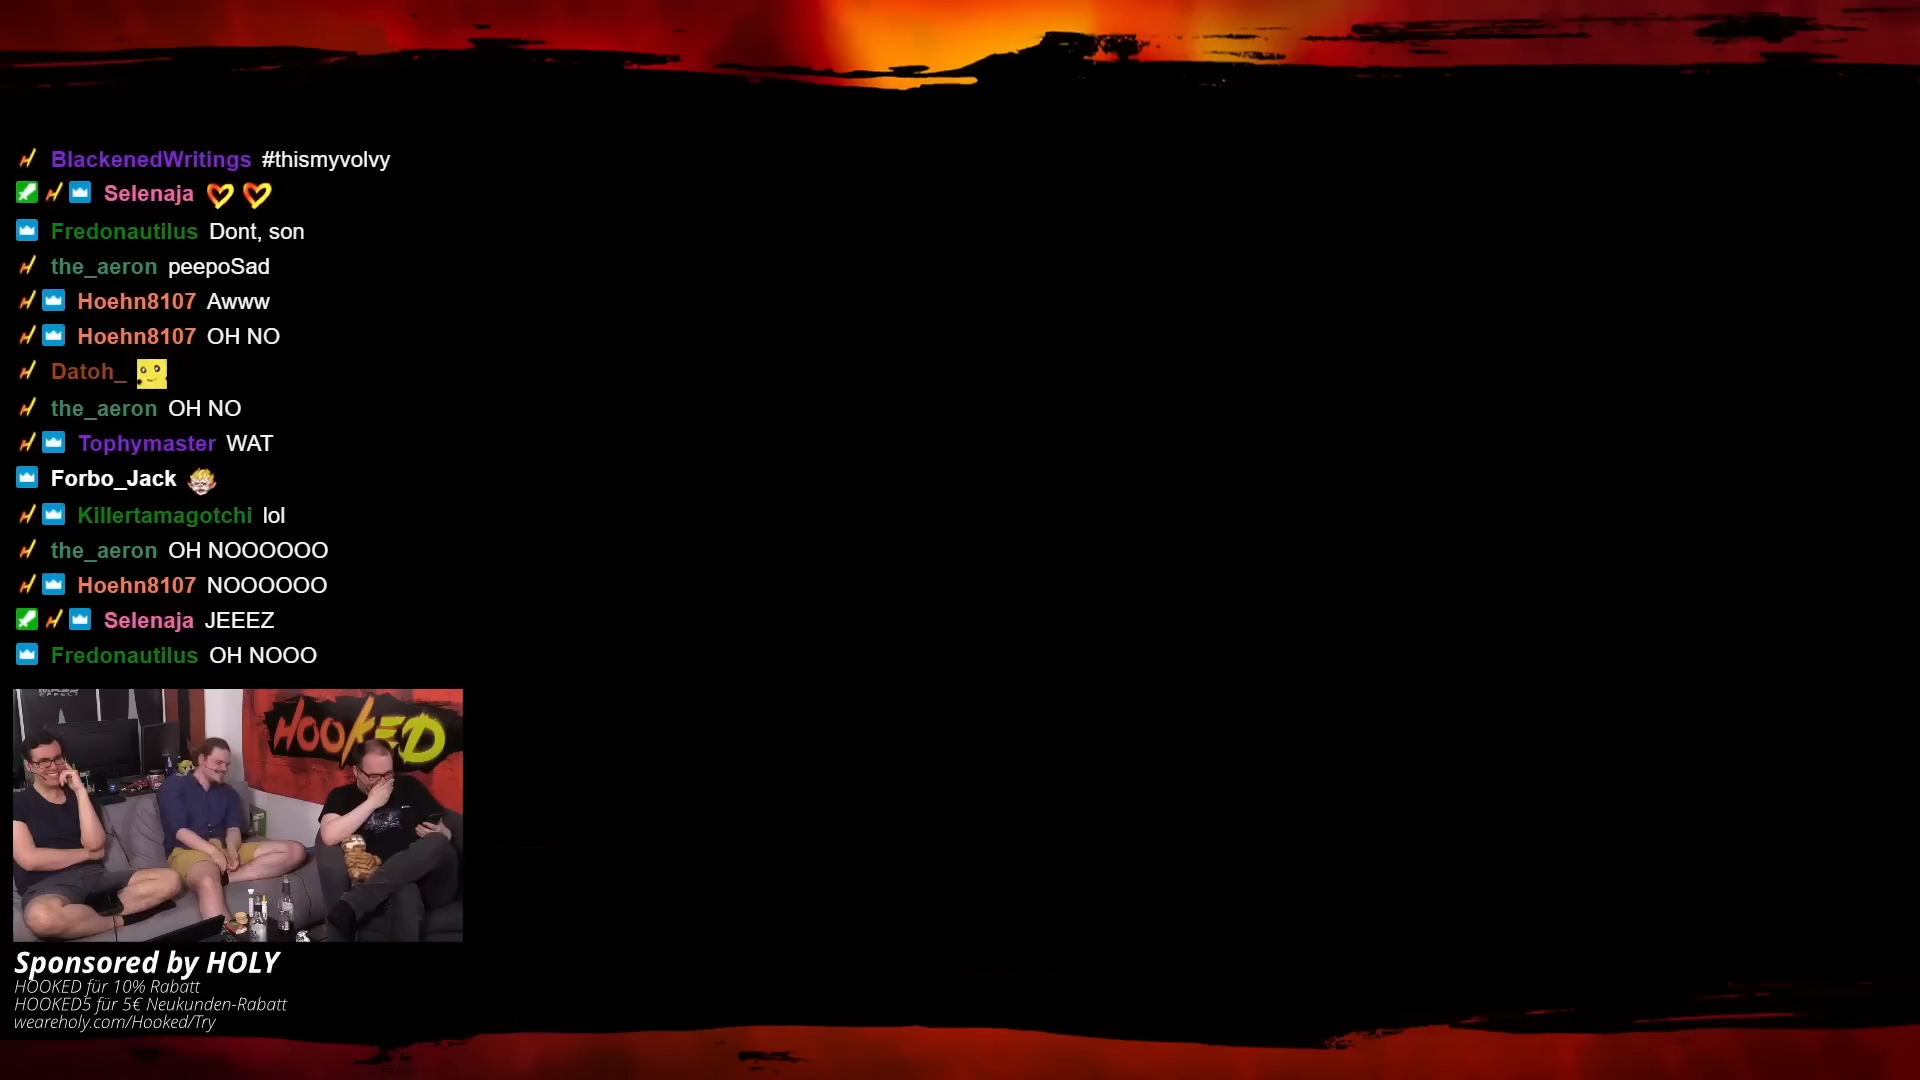 BlackenedWritings #thismyvolvy
Selenaja
Fredonautilus Dont, son
the_aeron peepoSad
Hoehn8107 Awww
Hoehn8107 OH NO
Datoh_
the_aeron OH NO
Tophymaster WAT
Forbo_Jack
Killertamagotchi lol
the_aeron OH NOOOOOO
Hoehn8107 NOOOOOO
Selenaja JEEEZ
Fredonautilus OH NOOO
MASS EFFECT
HOOKED
Sponsored by HOLY
HOOKED für 10% Rabatt
HOOKED5 für 5€ Neukunden-Rabatt
weareholy.com/Hooked/Try